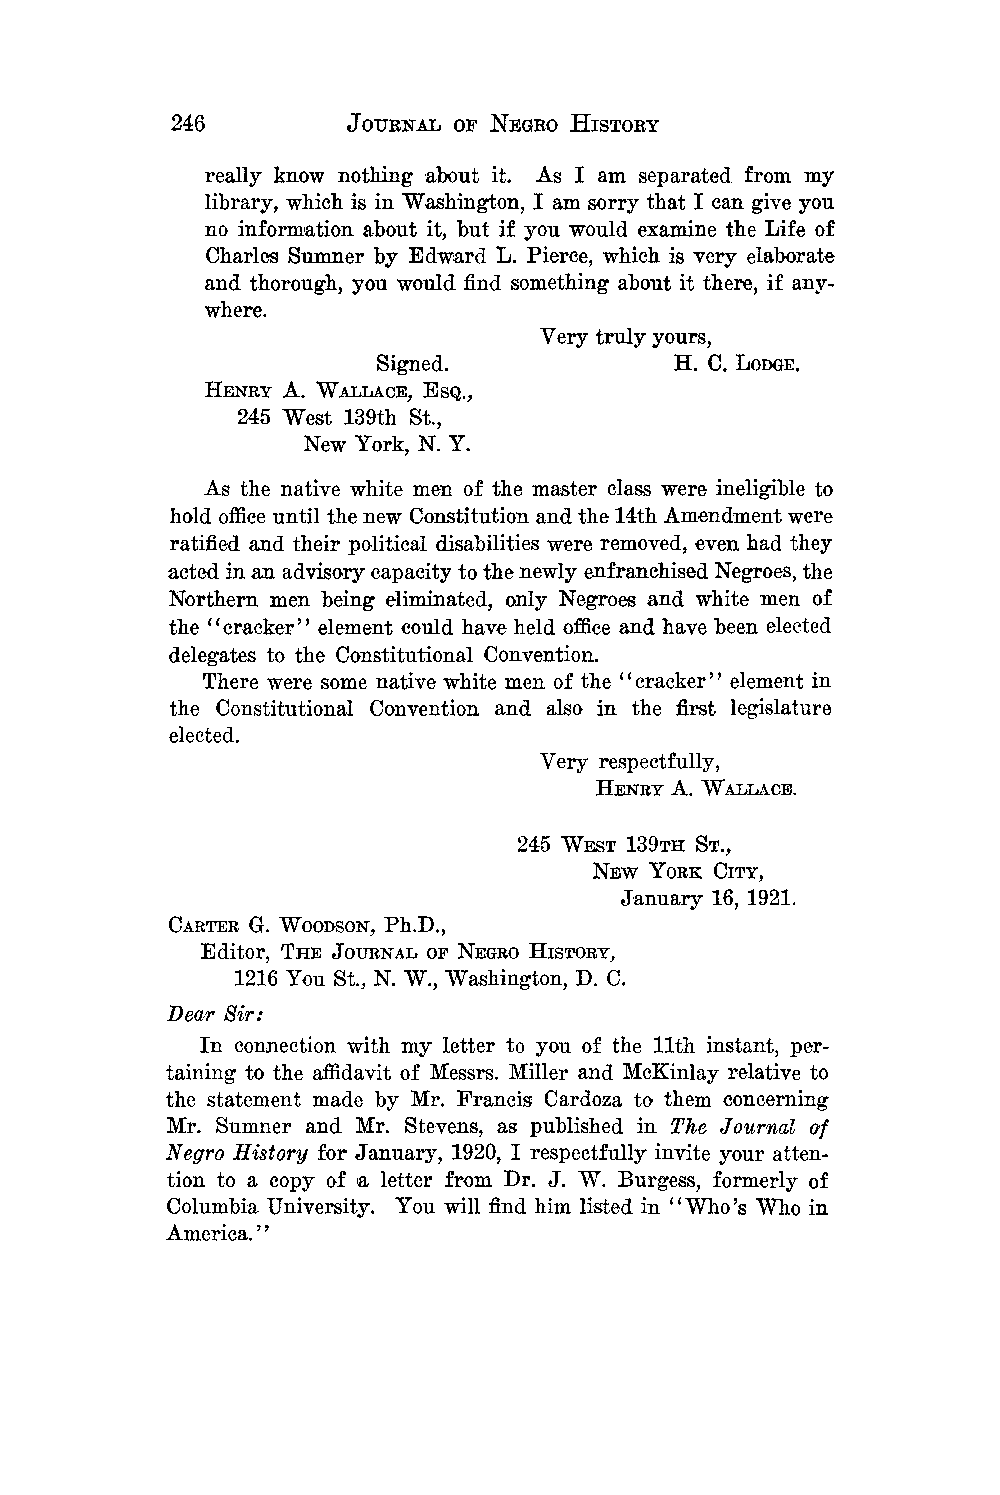 246 JOURNAL OF NEGRO HISTORY
really know nothing about it. As I am separated from my
library, which is in Washington, I am sorry that I can give you
no information about it, but if you would examine the Life of
Charles Sumner by Edward L. Pierce, which is very elaborate
and thorough, you would find something about it there, if any-
where.
Very truly yours,
Signed. H. C. LODGE.
HENRY A. WALLACE, ESQ.,
245 West 139th St.,
New York, N. Y.
As the native white men of the master class were ineligible to
hold office until the new Constitution and the 14th Amendment were
ratified and their political disabilities were removed, even had they
acted in an advisory capacity to the newly enfranchised Negroes, the
Northern men being eliminated, only Negroes and white men of
the "cracker" element could have held office and have been elected
delegates to the Constitutional Convention.
There were some native white men of the "cracker" element in
the Constitutional Convention and also in the first legislature
elected.
Very respectfully,
HENRY A. WALLACE.
245 WEST 139TH ST.,
NEW YORK CITY,
January 16, 1921.
CARTER G. WOODSON, Ph.D.,
Editor, THE JOURNAL OF NEGRO HISTORY,
1216 You St., N. W., Washington, D. C.
Dear Sir:
In connection with my letter to you of the 11th instant, per-
taining to the affidavit of Messrs. Miller and McKinlay relative to
the statement made by Mr. Francis Cardoza to them concerning
Mr. Sumner and Mr. Stevens, as published in The Journal of
Negro History for January, 1920, I respectfully invite your atten-
tion to a copy of a letter from Dr. J. W. Burgess, formerly of
Columbia University. You will find him listed in "Who's Who in
America."